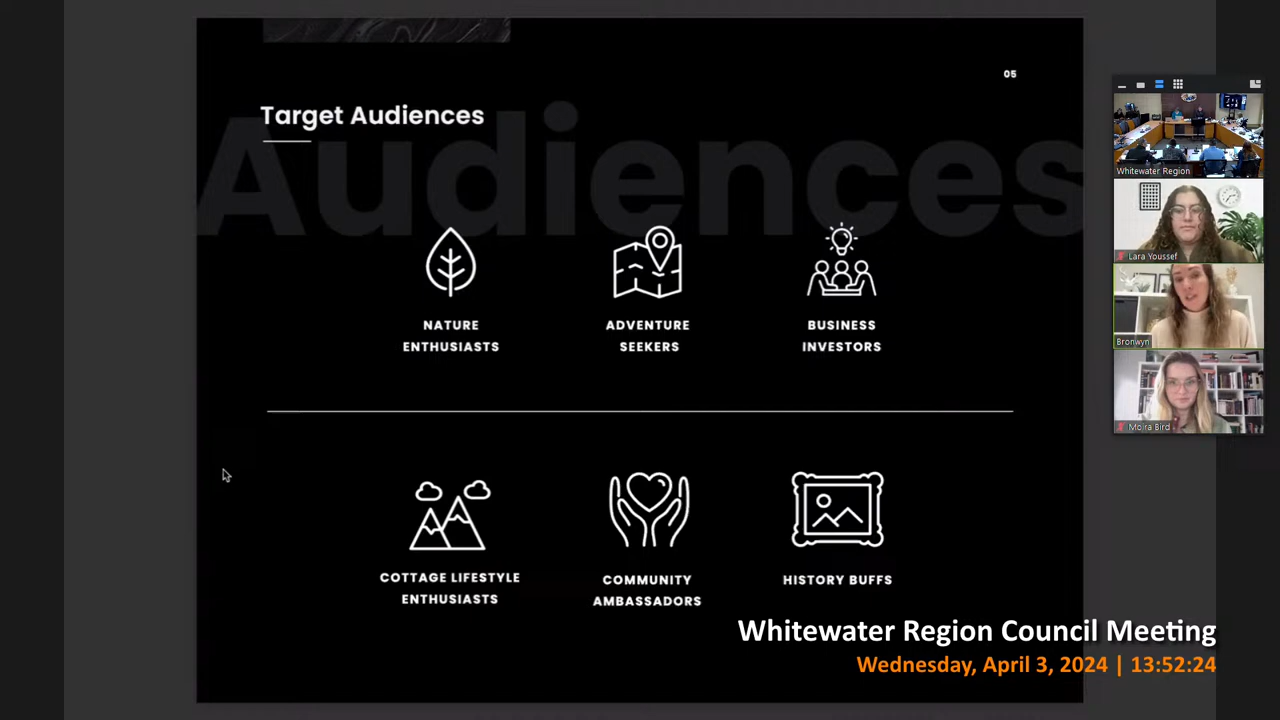 05
Target Audiences
Audiences
NATURE
ENTHUSIASTS
ADVENTURE
SEEKERS
BUSINESS
INVESTORS
COTTAGE LIFESTYLE
ENTHUSIASTS
COMMUNITY
AMBASSADORS
HISTORY BUFFS
Whitewater Region
Lara Youssef
Bronwyn
Moira Bird
Whitewater Region Council Meeting
Wednesday, April 3, 2024 | 13:52:24